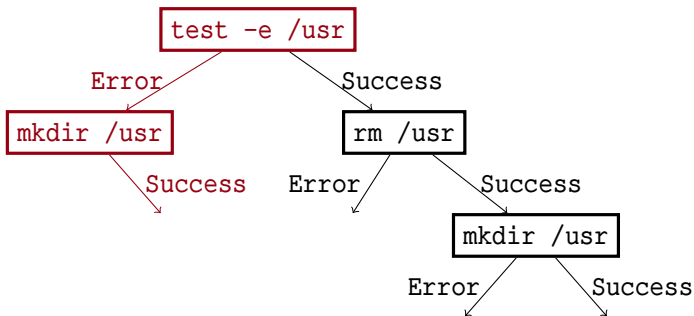 test -e /usr
Error
Success
mkdir /usr
rm /usr
Success
Error
Success
mkdir /usr
Error
Success